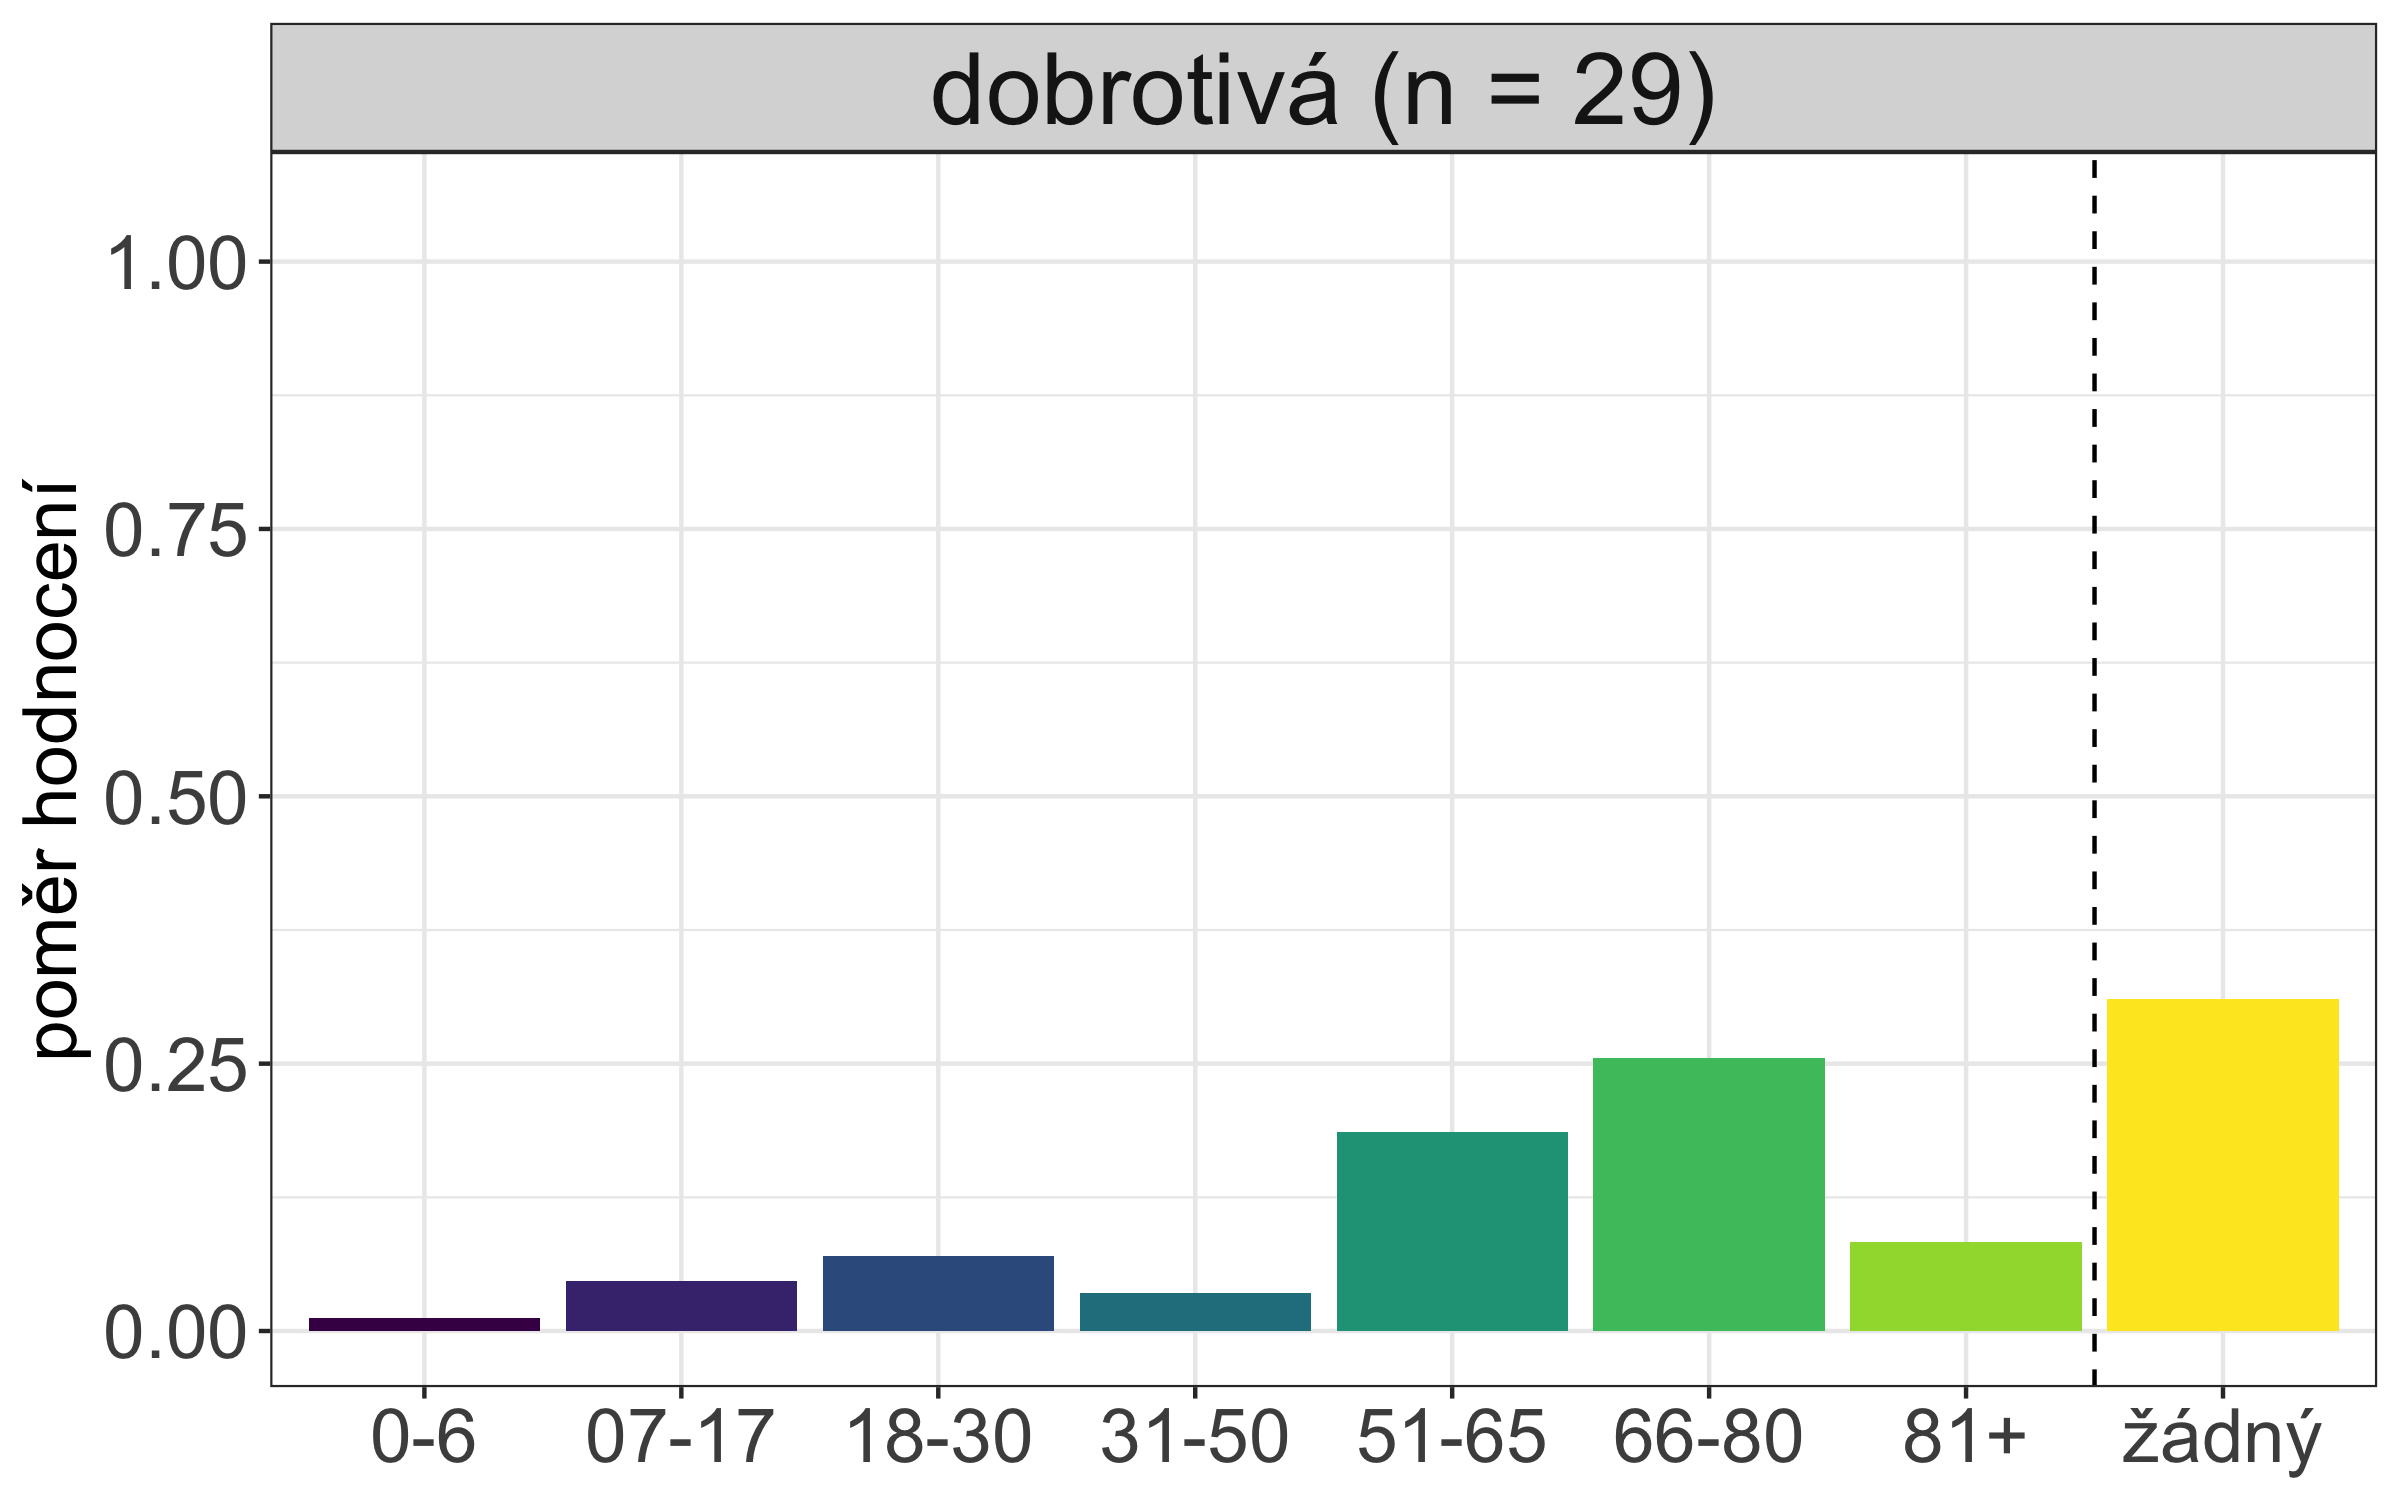 dobrotivá (n = 29)
poměr hodnocení
1.00
0.75
0.50
0.25
0.00
0-6 07-17 18-30 31-50 51-65 66-80 81+ žádný